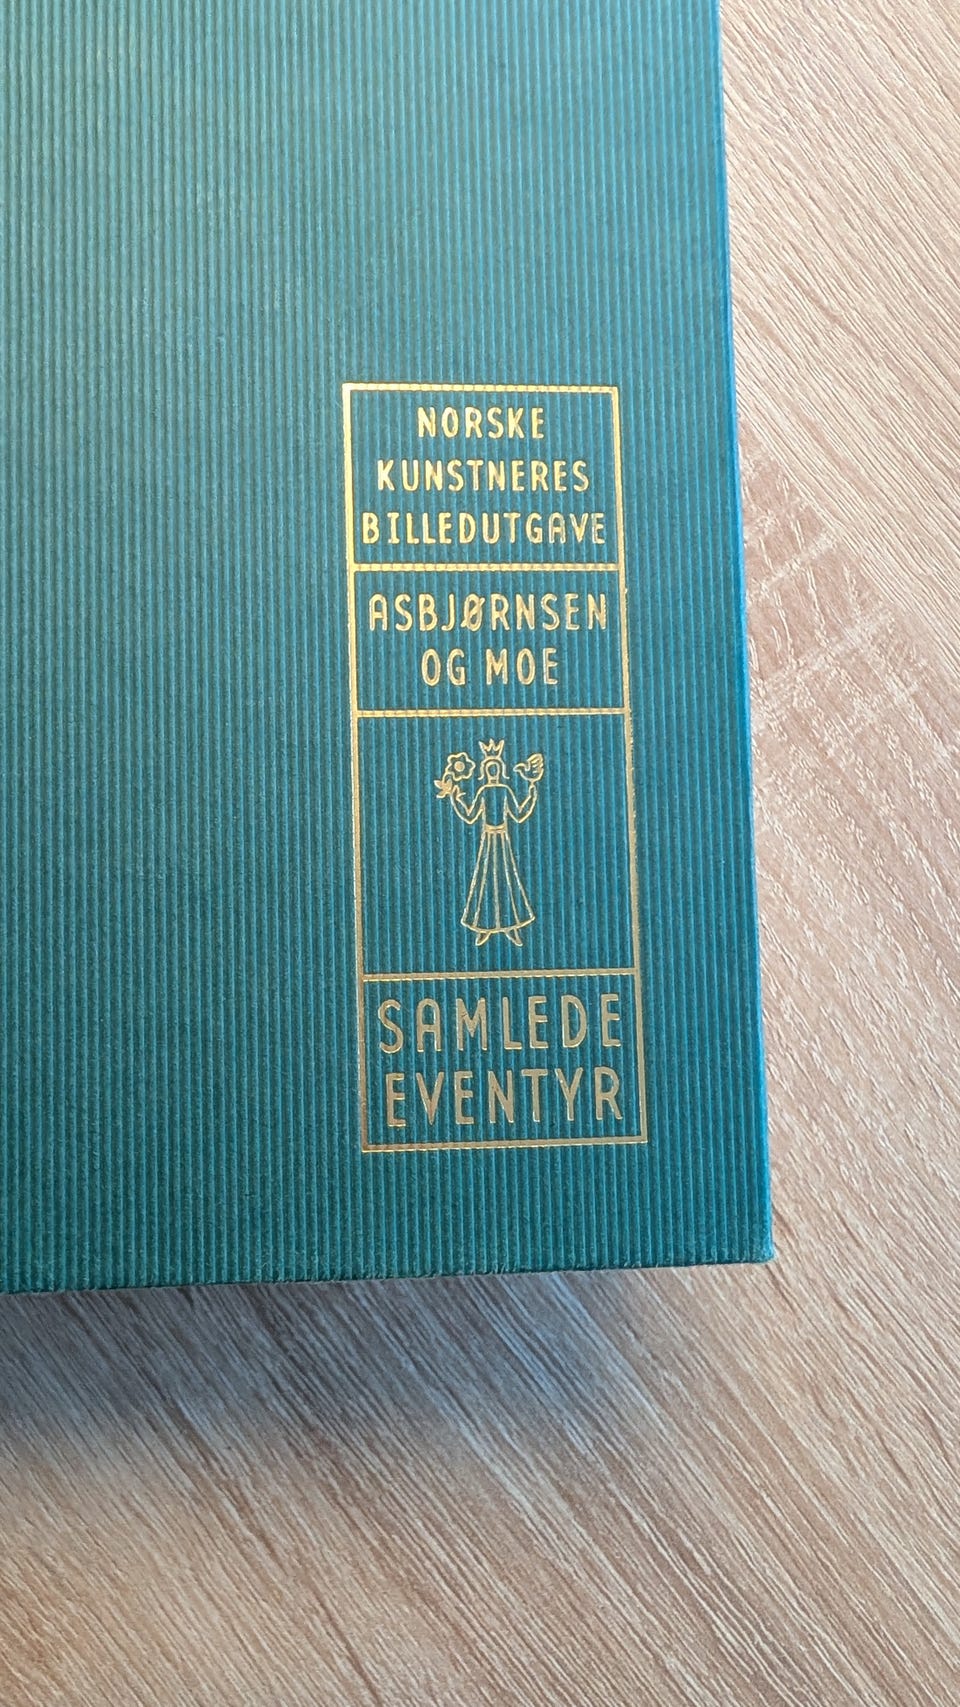 NORSKE
KUNSTNERES
BILLEDUTGAVE
ASBJØRNSEN
OG MOE
SAMLEDE
EVENTYR